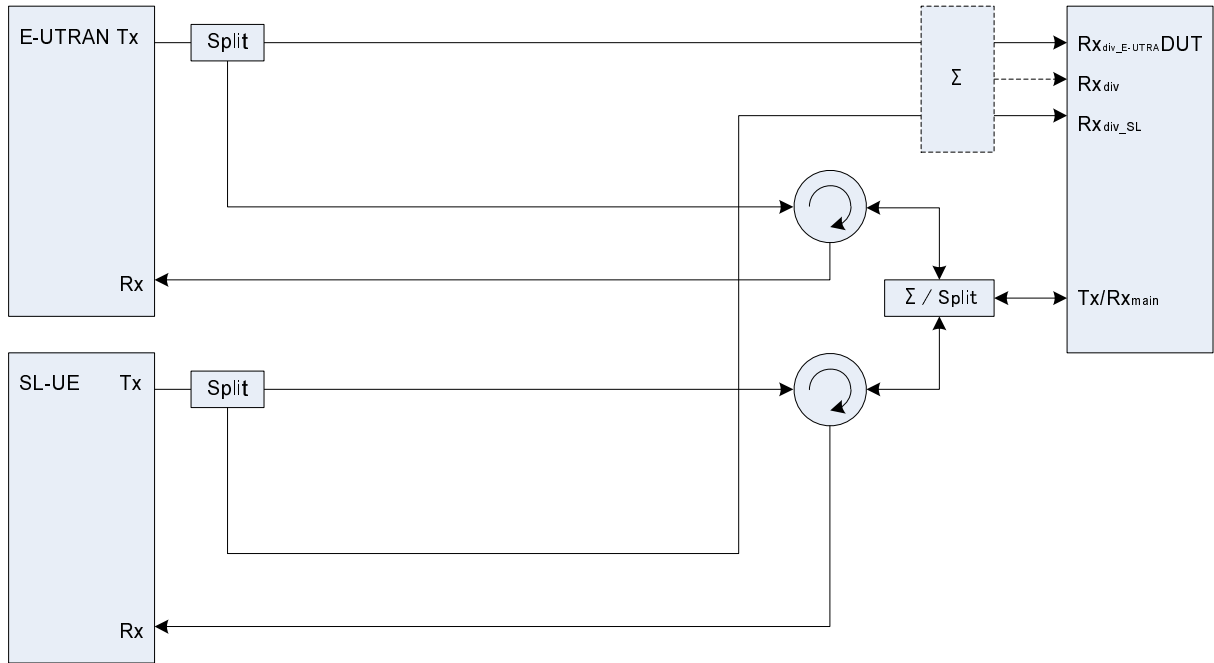 E-UTRAN Tx
Split
Σ
Rxdiv_E-UTRA DUT
Rxdiv
Rxdiv_SL
Rx
Σ / Split
Tx/Rxmain
SL-UE Tx
Split
Rx